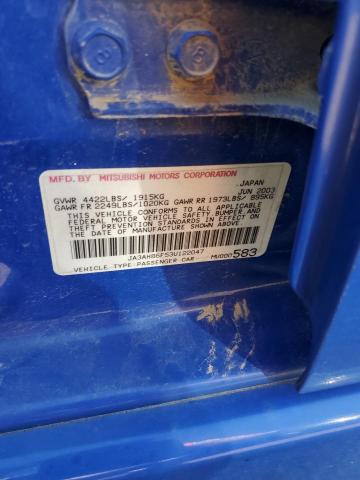 MFD. BY MITSUBISHI MOTORS CORPORATION
JAPAN
GVWR 4422LBS/ 1915KG JUN 2003
GAWR FR 2249LBS/1020KG GAWR RR 1973LBS/ 895KG
THIS VEHICLE CONFORMS TO ALL APPLICABLE
U.S. FEDERAL MOTOR VEHICLE SAFETY,BUMPER,AND
THEFT PREVENTION STANDARDS IN EFFECT ON
THE DATE OF MANUFACTURE SHOWN ABOVE.
JA3AH86F53U122047
VEHICLE TYPE:PASSENGER CAR MU000583